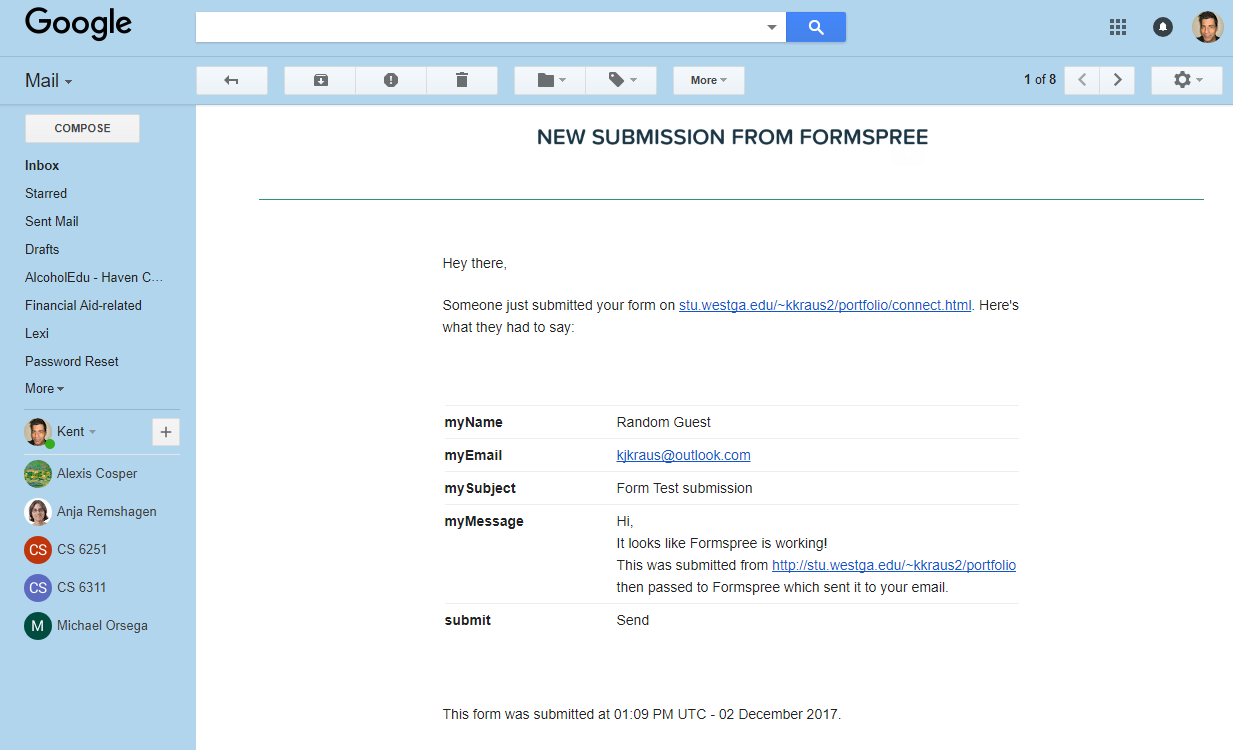 Google
Mail
More
1 of 8
COMPOSE
Inbox
Starred
Sent Mail
Drafts
AlcoholEdu - Haven C...
Financial Aid-related
Lexi
Password Reset
More
Kent
+
Alexis Cosper
Anja Remshagen
CS CS 6251
CS CS 6311
M Michael Orsega
NEW SUBMISSION FROM FORMSPREE
Hey there,
Someone just submitted your form on stu.westga.edu/~kkraus2/portfolio/connect.html. Here's
what they had to say:
myName Random Guest
myEmail kjkraus@outlook.com
mySubject Form Test submission
myMessage Hi,
It looks like Formspree is working!
This was submitted from http://stu.westga.edu/~kkraus2/portfolio
then passed to Formspree which sent it to your email.
submit Send
This form was submitted at 01:09 PM UTC - 02 December 2017.